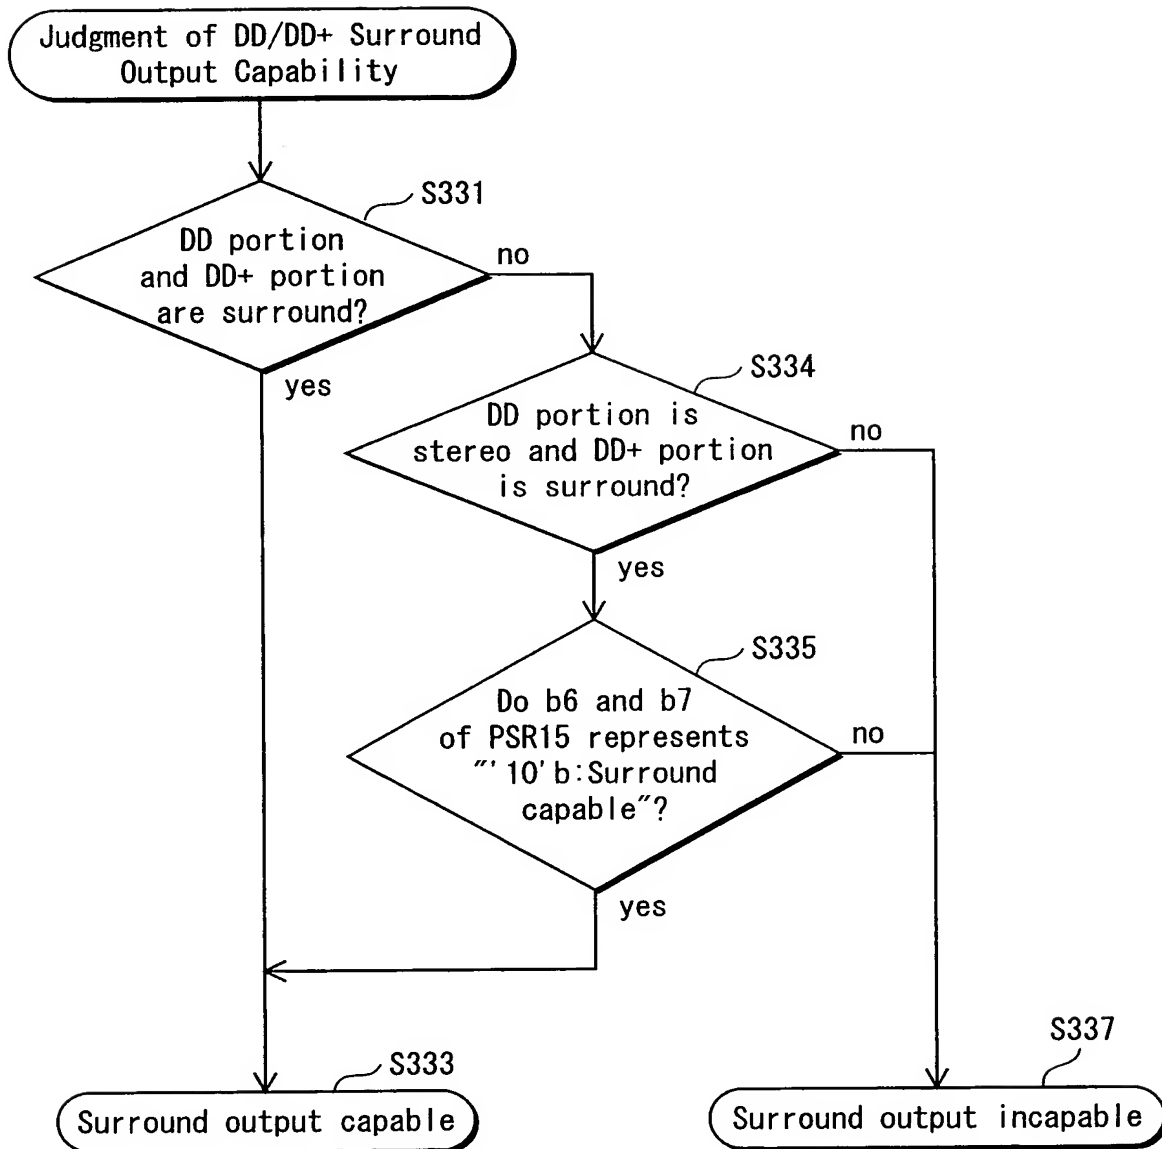 Judgment of DD/DD+ Surround
Output Capability
S331
DD portion
and DD+ portion
are surround?
no
yes
S334
DD portion is
stereo and DD+ portion
is surround?
no
yes
S335
Do b6 and b7
of PSR15 represents
"'10'b:Surround
capable"?
no
yes
S333
Surround output capable
S337
Surround output incapable